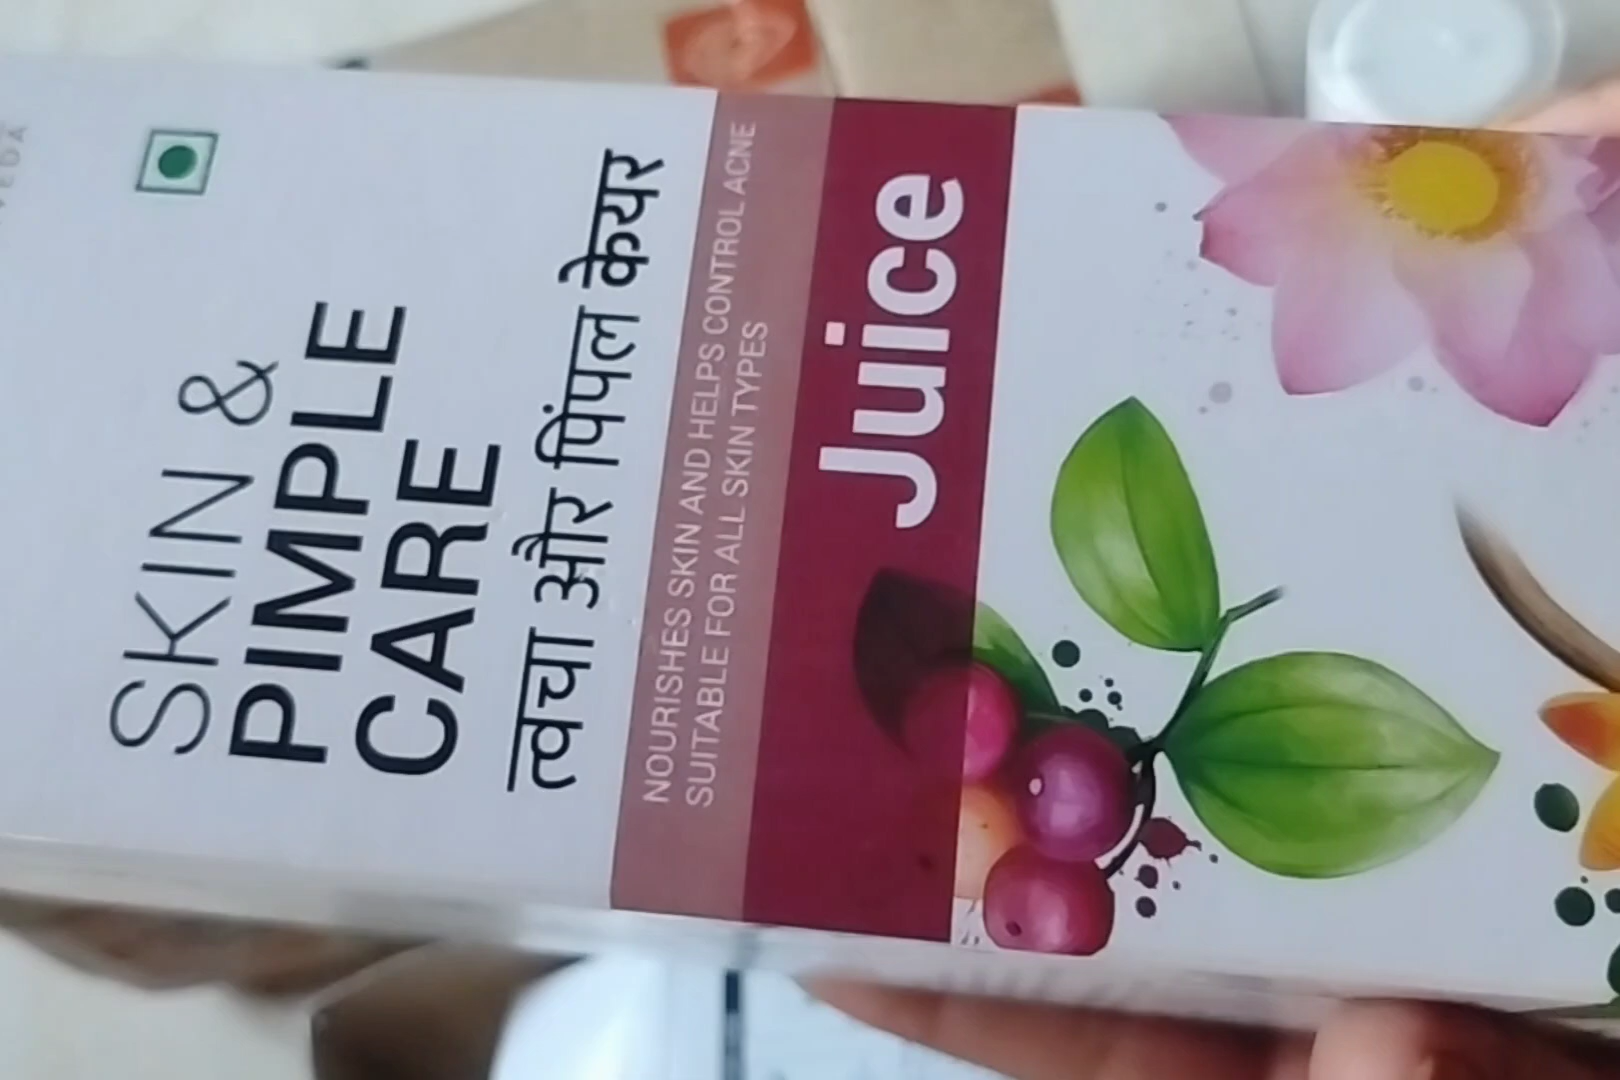 SKIN &
PIMPLE
CARE
त्वचा और पिंपल केयर
NOURISHES SKIN AND HELPS CONTROL ACNE
SUITABLE FOR ALL SKIN TYPES
Juice